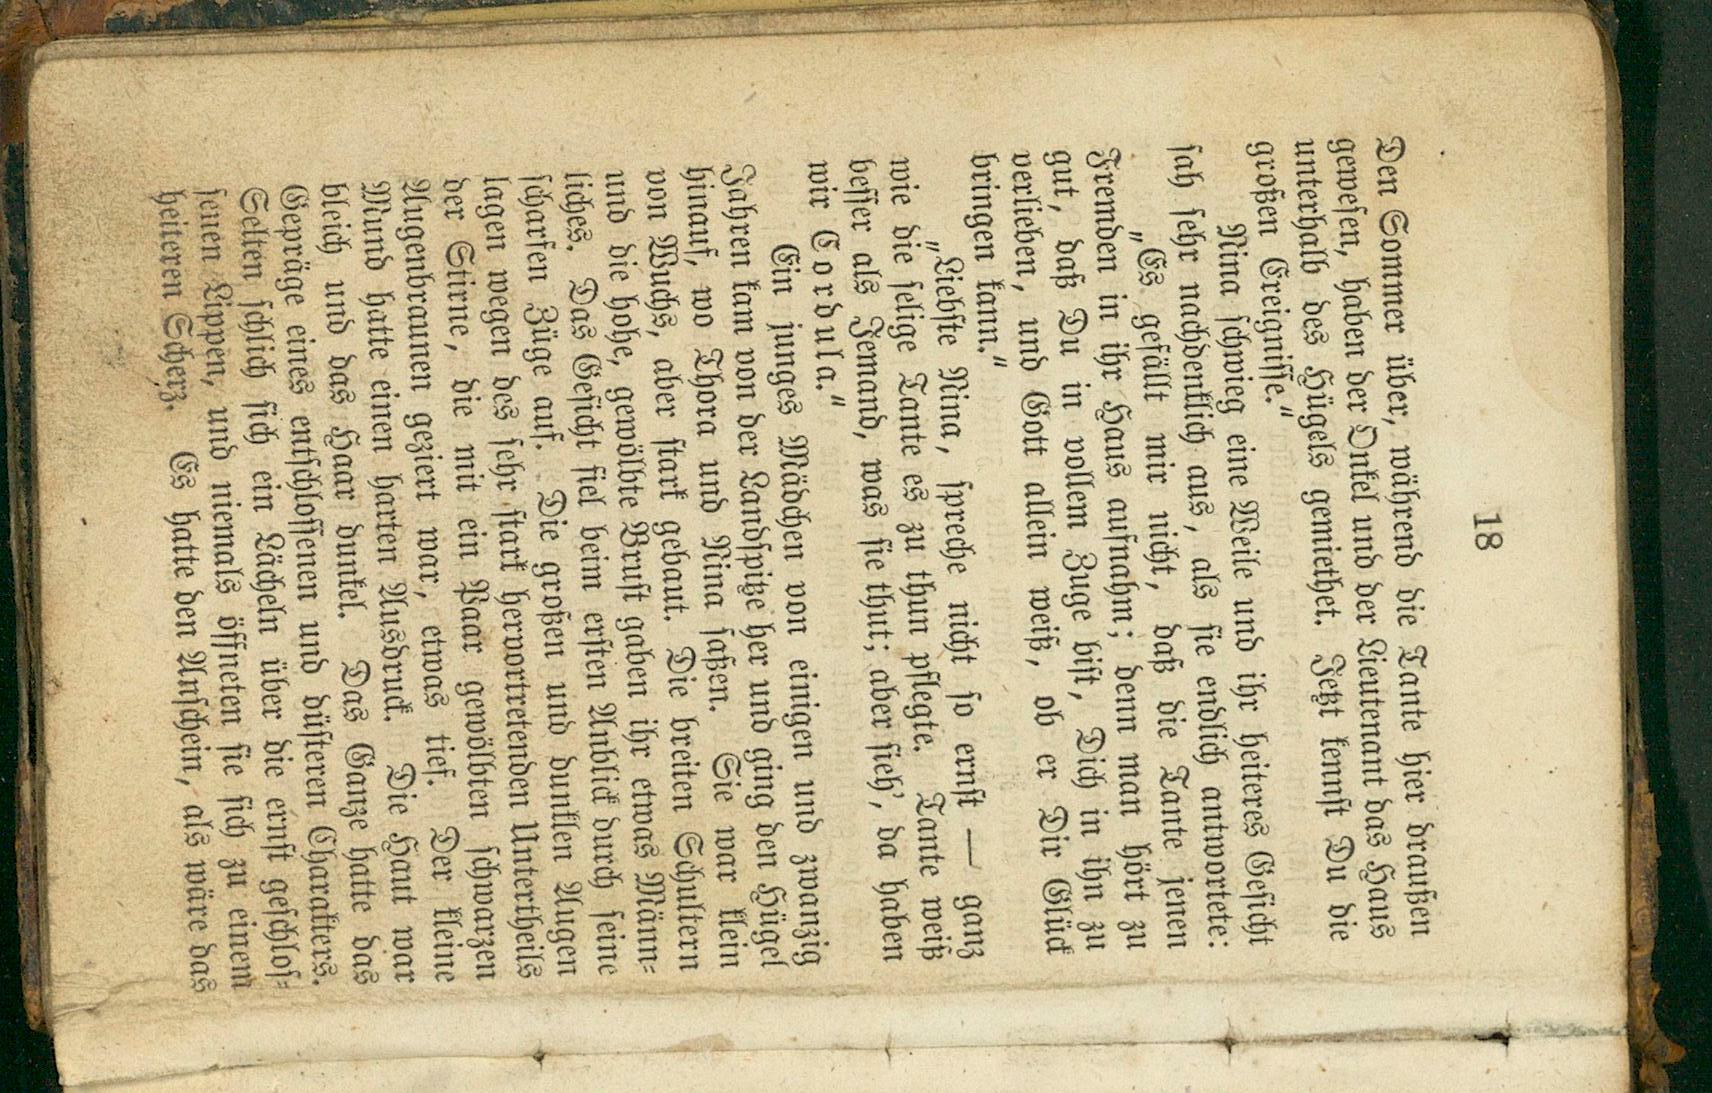 18
Den Sommer über, während die Tante hier draußen
gewesen, haben der Onkel und der Lieutenant das Haus
unterhalb des Hügels gemiethet. Jetzt kennst Du die
großen Ereignisse."
Nina schwieg eine Weile und ihr heiteres Gesicht
sah sehr nachdenklich aus, als sie endlich antwortete:
„Es gefällt mir nicht, daß die Tante jenen
Fremden in ihr Haus aufnahm; denn man hört zu
gut, daß Du in vollem Zuge bist, Dich in ihn zu
verlieben, und Gott allein weiß, ob er Dir Glück
bringen kann."
„Liebste Nina, spreche nicht so ernst — ganz
wie die selige Tante es zu thun pflegte. Tante weiß
besser als Jemand, was sie thut; aber sieh', da haben
wir Cordula."
Ein junges Mädchen von einigen und zwanzig
Jahren kam von der Landspitze her und ging den Hügel
hinauf, wo Thora und Nina saßen. Sie war klein
von Wuchs, aber stark gebaut. Die breiten Schultern
und die hohe, gewölbte Brust gaben ihr etwas Männ-
liches. Das Gesicht fiel beim ersten Anblick durch seine
scharfen Züge auf. Die großen und dunklen Augen
lagen wegen des sehr stark hervortretenden Untertheils
der Stirne, die mit ein Paar gewölbten schwarzen
Augenbraunen geziert war, etwas tief. Der kleine
Mund hatte einen harten Ausdruck. Die Haut war
bleich und das Haar dunkel. Das Ganze hatte das
Gepräge eines entschlossenen und düsteren Charakters.
Selten schlich sich ein Lächeln über die ernst geschlos-
senen Lippen, und niemals öffneten sie sich zu einem
heiteren Scherz. Es hatte den Anschein, als wäre das